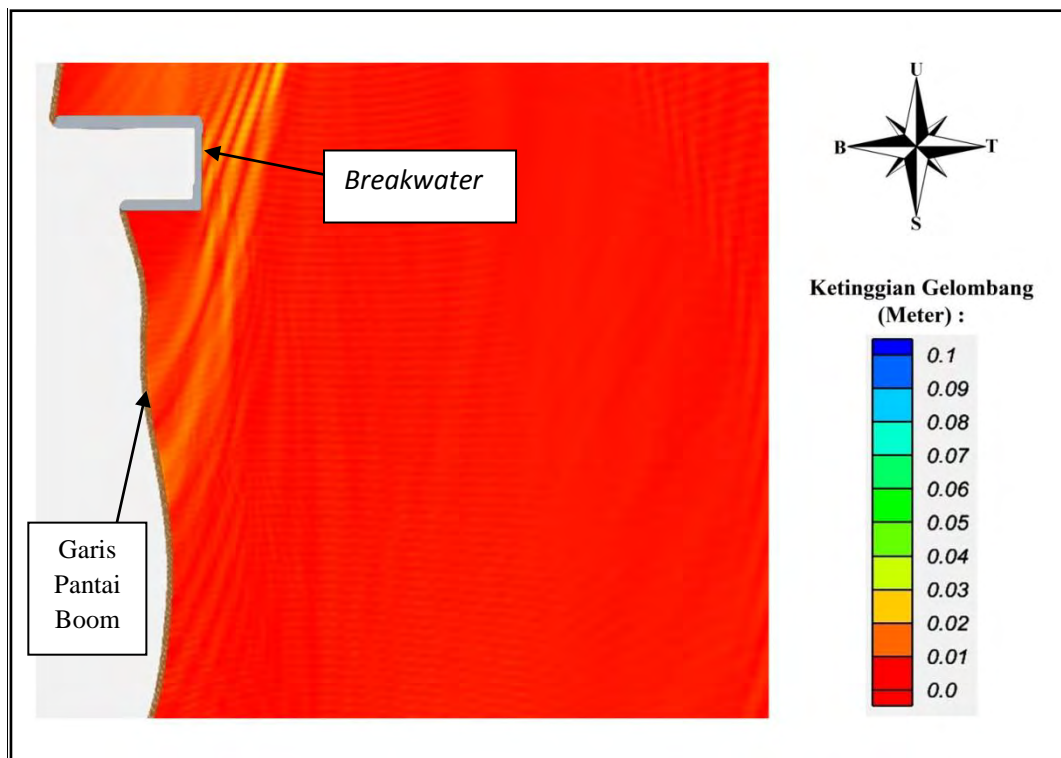 Breakwater
Garis
Pantai
Boom
U
B
T
S
Ketinggian Gelombang
(Meter) :
0.1
0.09
0.08
0.07
0.06
0.05
0.04
0.03
0.02
0.01
0.0